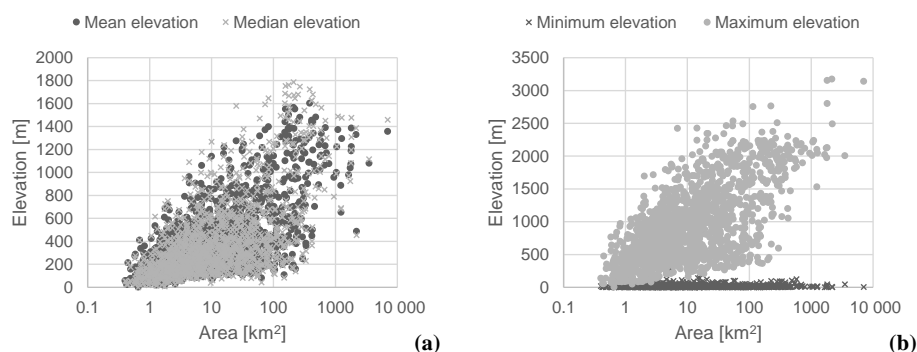 Mean elevation Median elevation
2000
1800
1600
1400
1200
1000
800
600
400
200
0
Elevation [m]
0.1 1 10 100 1000 10 000
Area [km²]
(a)
Minimum elevation Maximum elevation
3500
3000
2500
2000
1500
1000
500
0
Elevation [m]
0.1 1 10 100 1000 10 000
Area [km²]
(b)